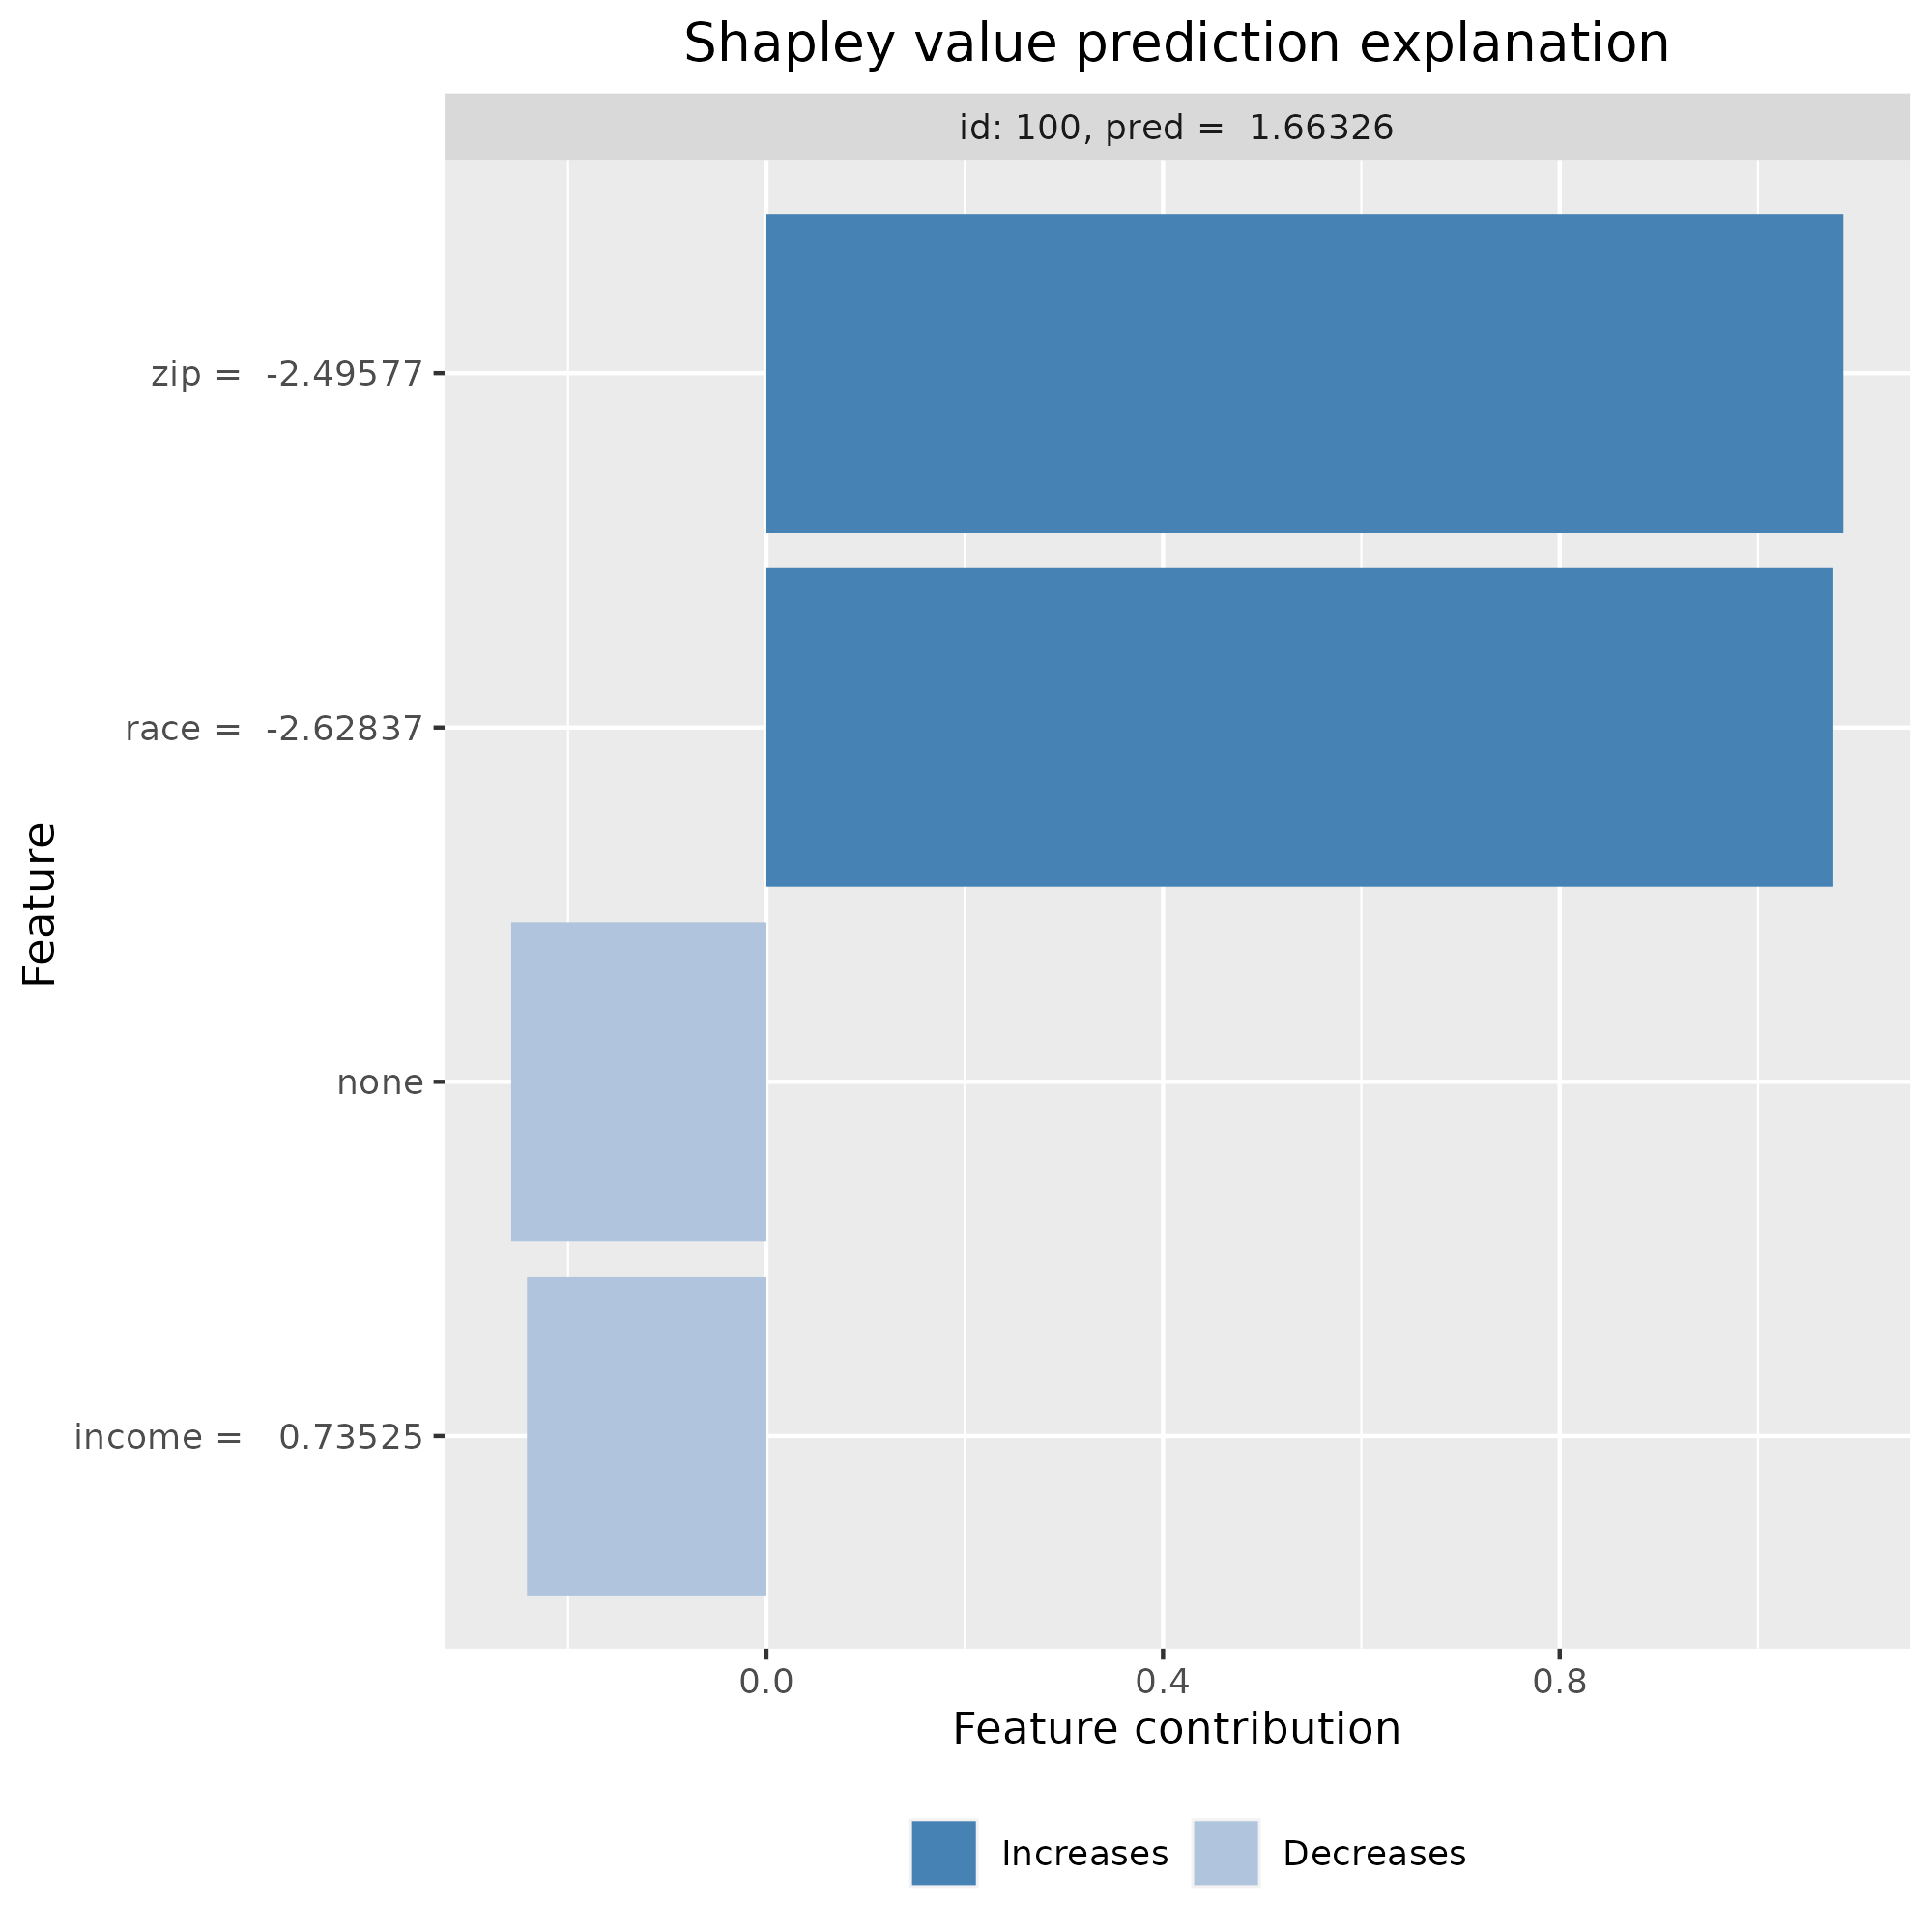 Shapley value prediction explanation
id: 100, pred = 1.66326
zip = -2.49577
race = -2.62837
Feature
none
income = 0.73525
0.0 0.4 0.8
Feature contribution
Increases Decreases